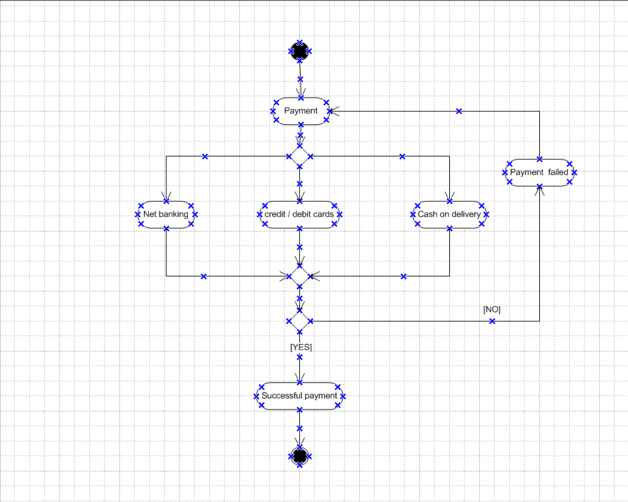 Payment
Payment failed
Net banking
credit / debit cards
Cash on delivery
[NO]
[YES]
Successful payment